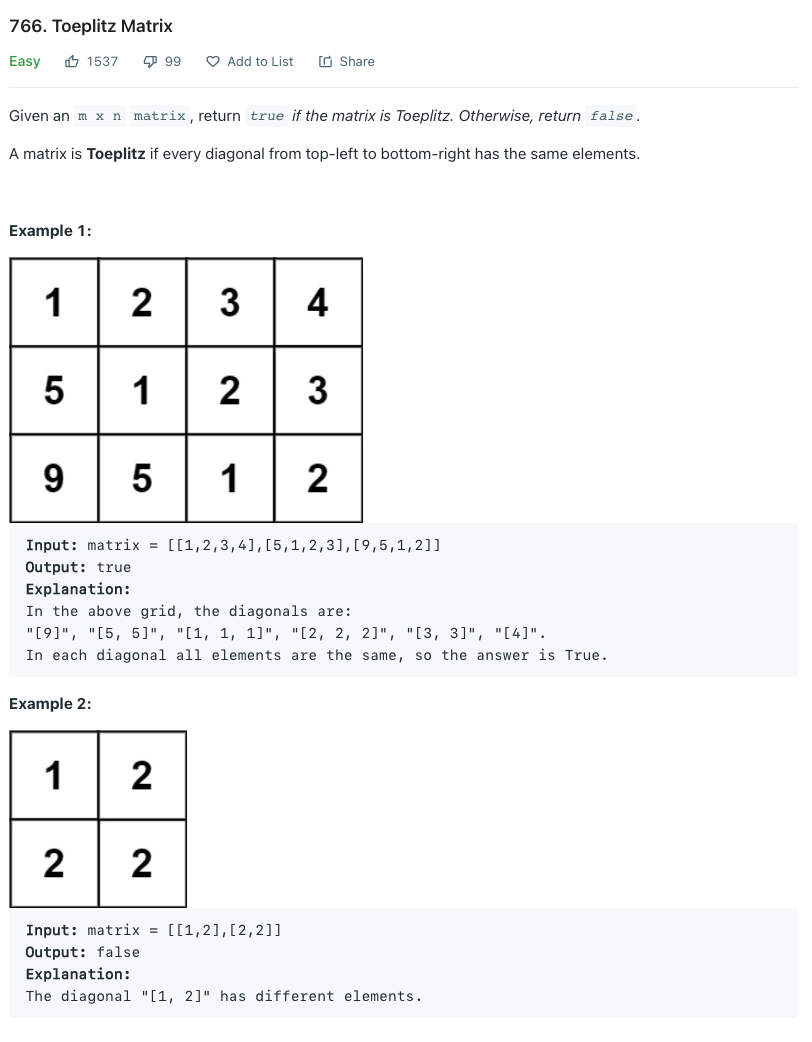 766. Toeplitz Matrix
Easy 1537 99 Add to List Share
Given an m x n matrix, return true if the matrix is Toeplitz. Otherwise, return false.
A matrix is Toeplitz if every diagonal from top-left to bottom-right has the same elements.
Example 1:
1 2 3 4
5 1 2 3
9 5 1 2
Input: matrix = [[1,2,3,4],[5,1,2,3],[9,5,1,2]]
Output: true
Explanation:
In the above grid, the diagonals are:
"[9]", "[5, 5]", "[1, 1, 1]", "[2, 2, 2]", "[3, 3]", "[4]".
In each diagonal all elements are the same, so the answer is True.
Example 2:
1 2
2 2
Input: matrix = [[1,2],[2,2]]
Output: false
Explanation:
The diagonal "[1, 2]" has different elements.